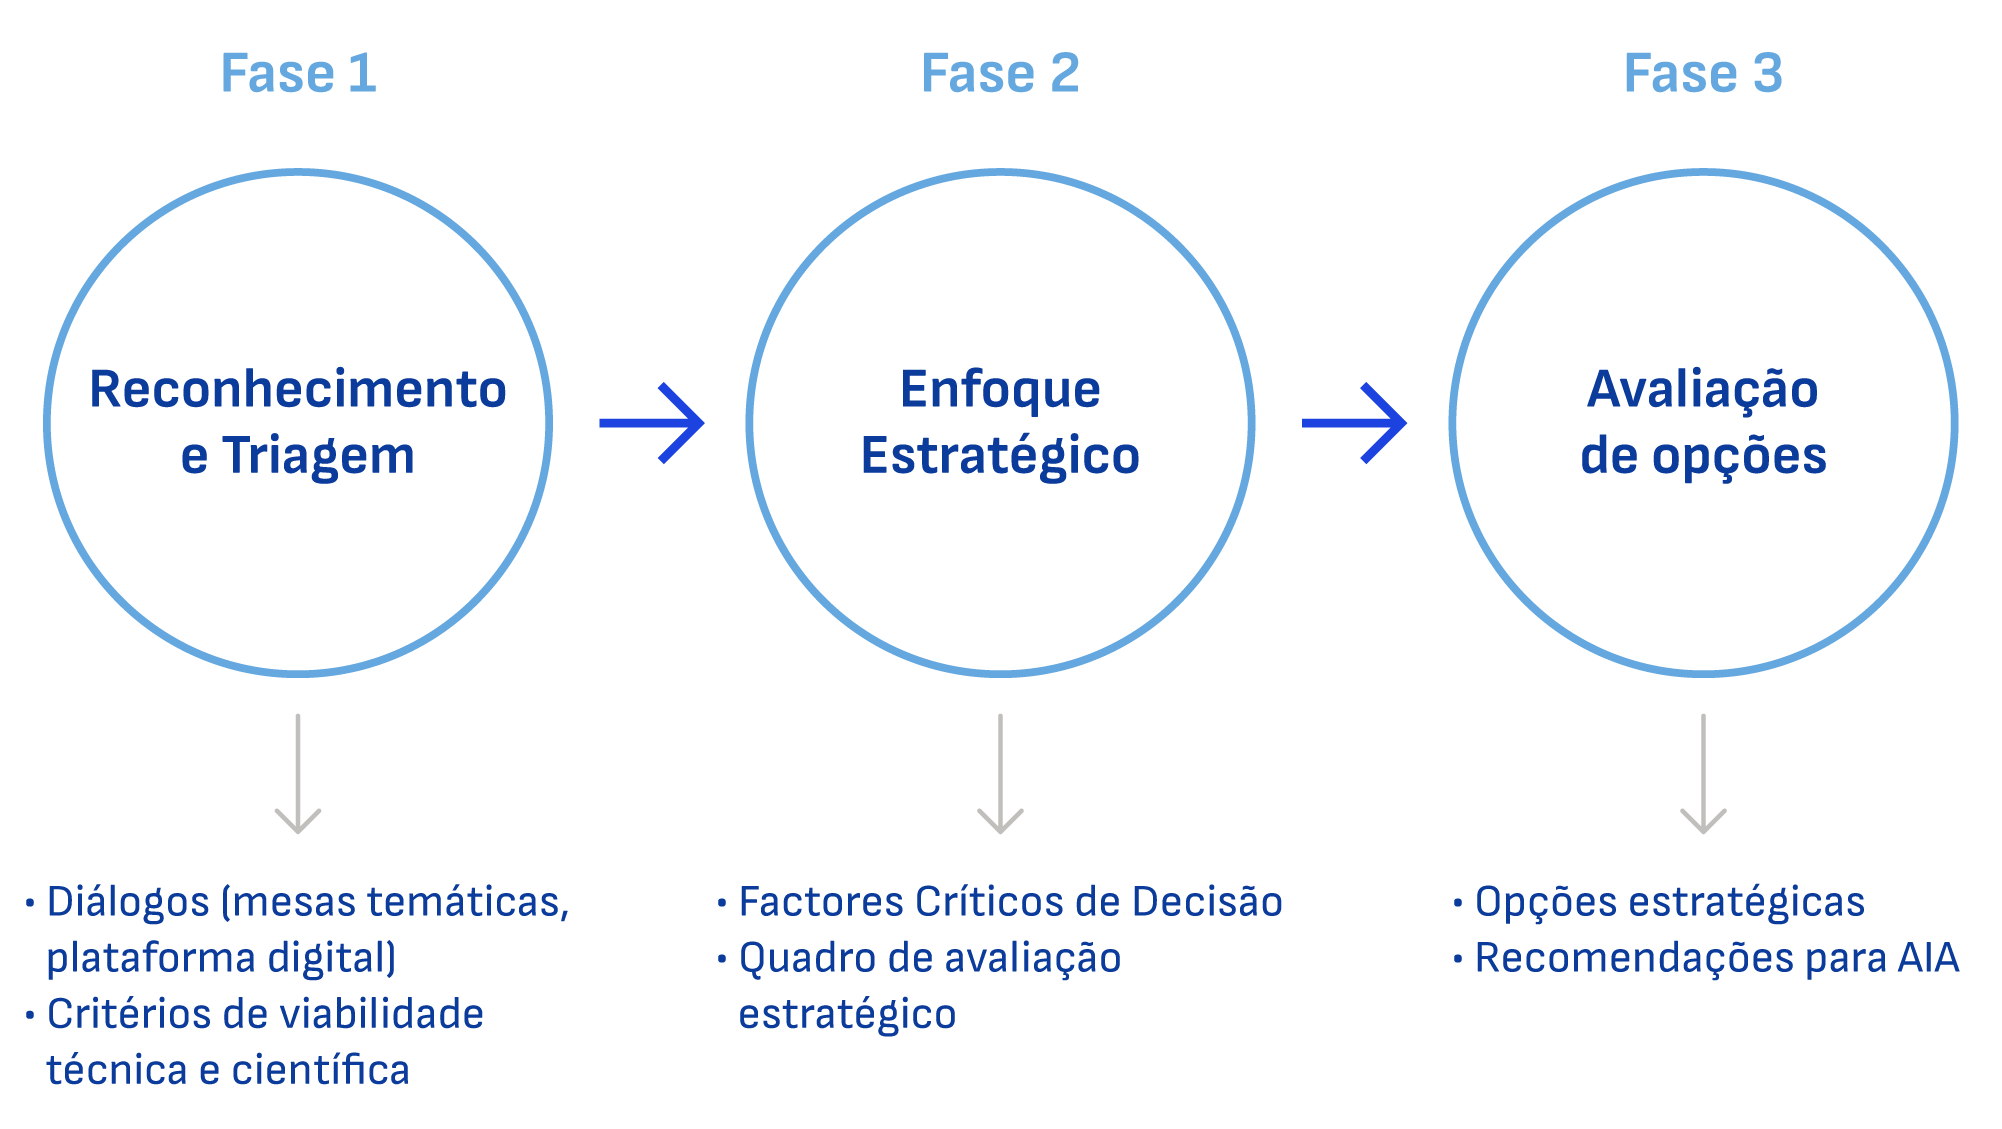 Fase 1
Reconhecimento
e Triagem
• Diálogos (mesas temáticas,
plataforma digital)
• Critérios de viabilidade
técnica e científica
Fase 2
Enfoque
Estratégico
• Factores Críticos de Decisão
• Quadro de avaliação
estratégico
Fase 3
Avaliação
de opções
• Opções estratégicas
• Recomendações para AIA